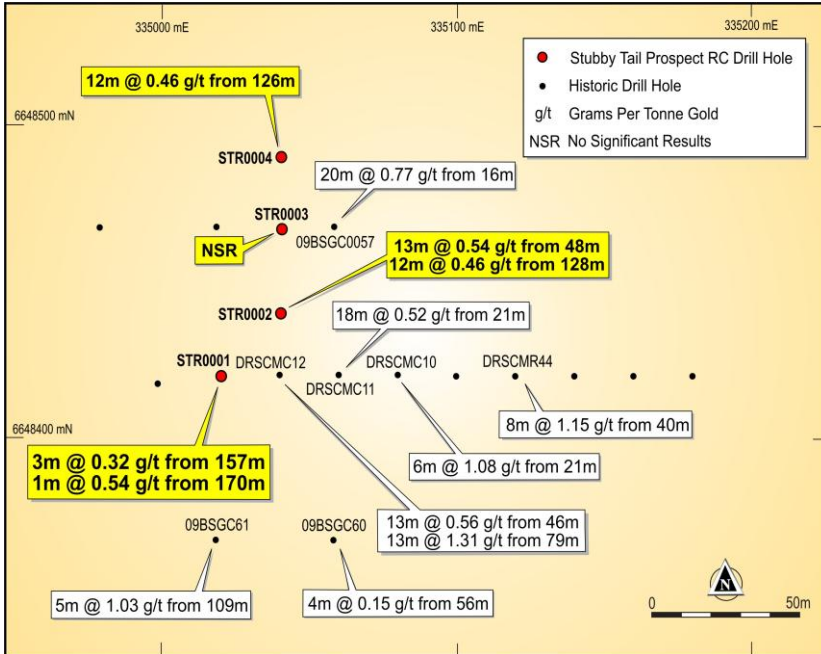 335000 mE
335100 mE
335200 mE
Stubby Tail Prospect RC Drill Hole
Historic Drill Hole
g/t Grams Per Tonne Gold
NSR No Significant Results
12m @ 0.46 g/t from 126m
6648500 mN
STR0004
20m @ 0.77 g/t from 16m
STR0003
NSR
09BSGC0057
13m @ 0.54 g/t from 48m
12m @ 0.46 g/t from 128m
STR0002
18m @ 0.52 g/t from 21m
STR0001
DRSCMC12
DRSCMC11
DRSCMC10
DRSCMR44
8m @ 1.15 g/t from 40m
6648400 mN
3m @ 0.32 g/t from 157m
1m @ 0.54 g/t from 170m
6m @ 1.08 g/t from 21m
13m @ 0.56 g/t from 46m
13m @ 1.31 g/t from 79m
09BSGC61
09BSGC60
5m @ 1.03 g/t from 109m
4m @ 0.15 g/t from 56m
N
0
50m